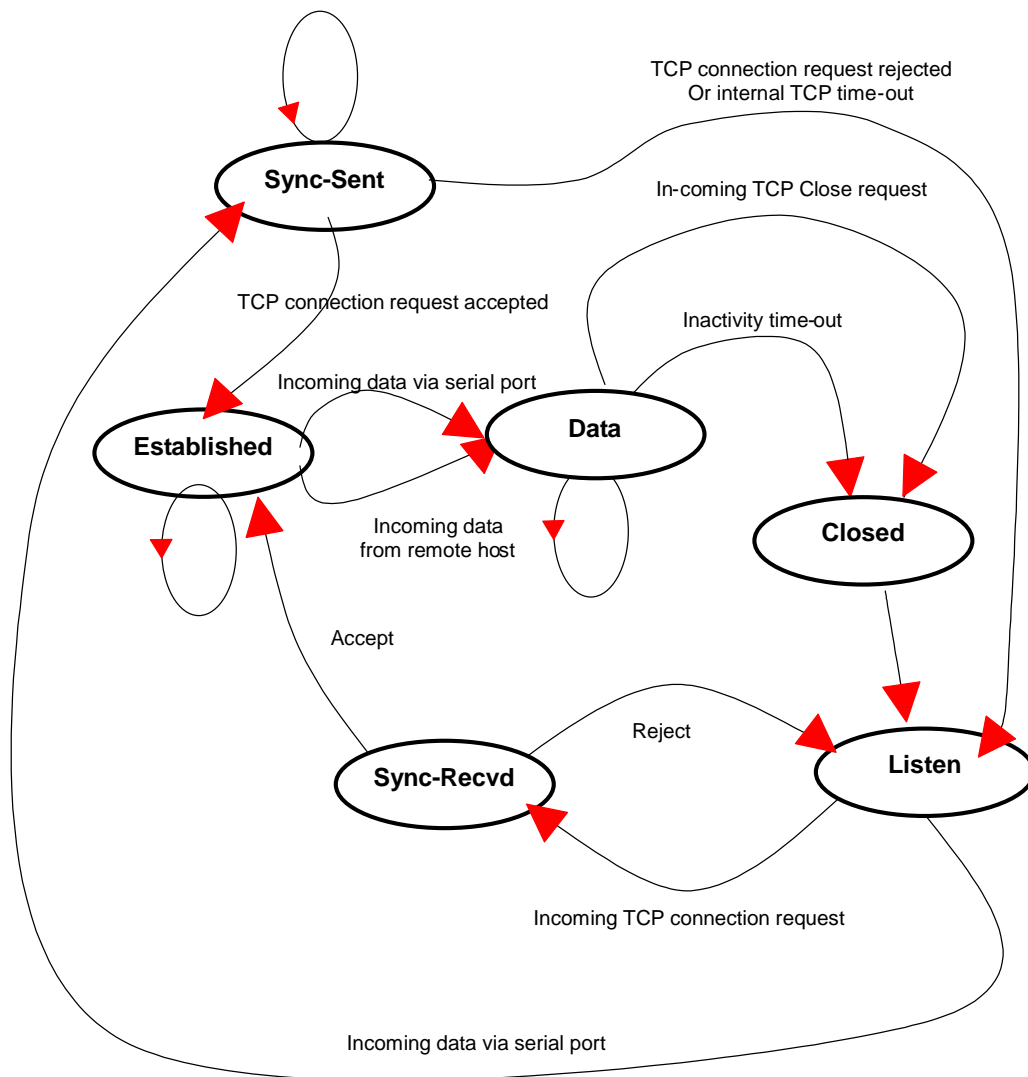 TCP connection request rejected
Or internal TCP time-out
Sync-Sent
In-coming TCP Close request
TCP connection request accepted
Inactivity time-out
Incoming data via serial port
Data
Established
Incoming data
from remote host
Closed
Accept
Reject
Sync-Recvd
Listen
Incoming TCP connection request
Incoming data via serial port